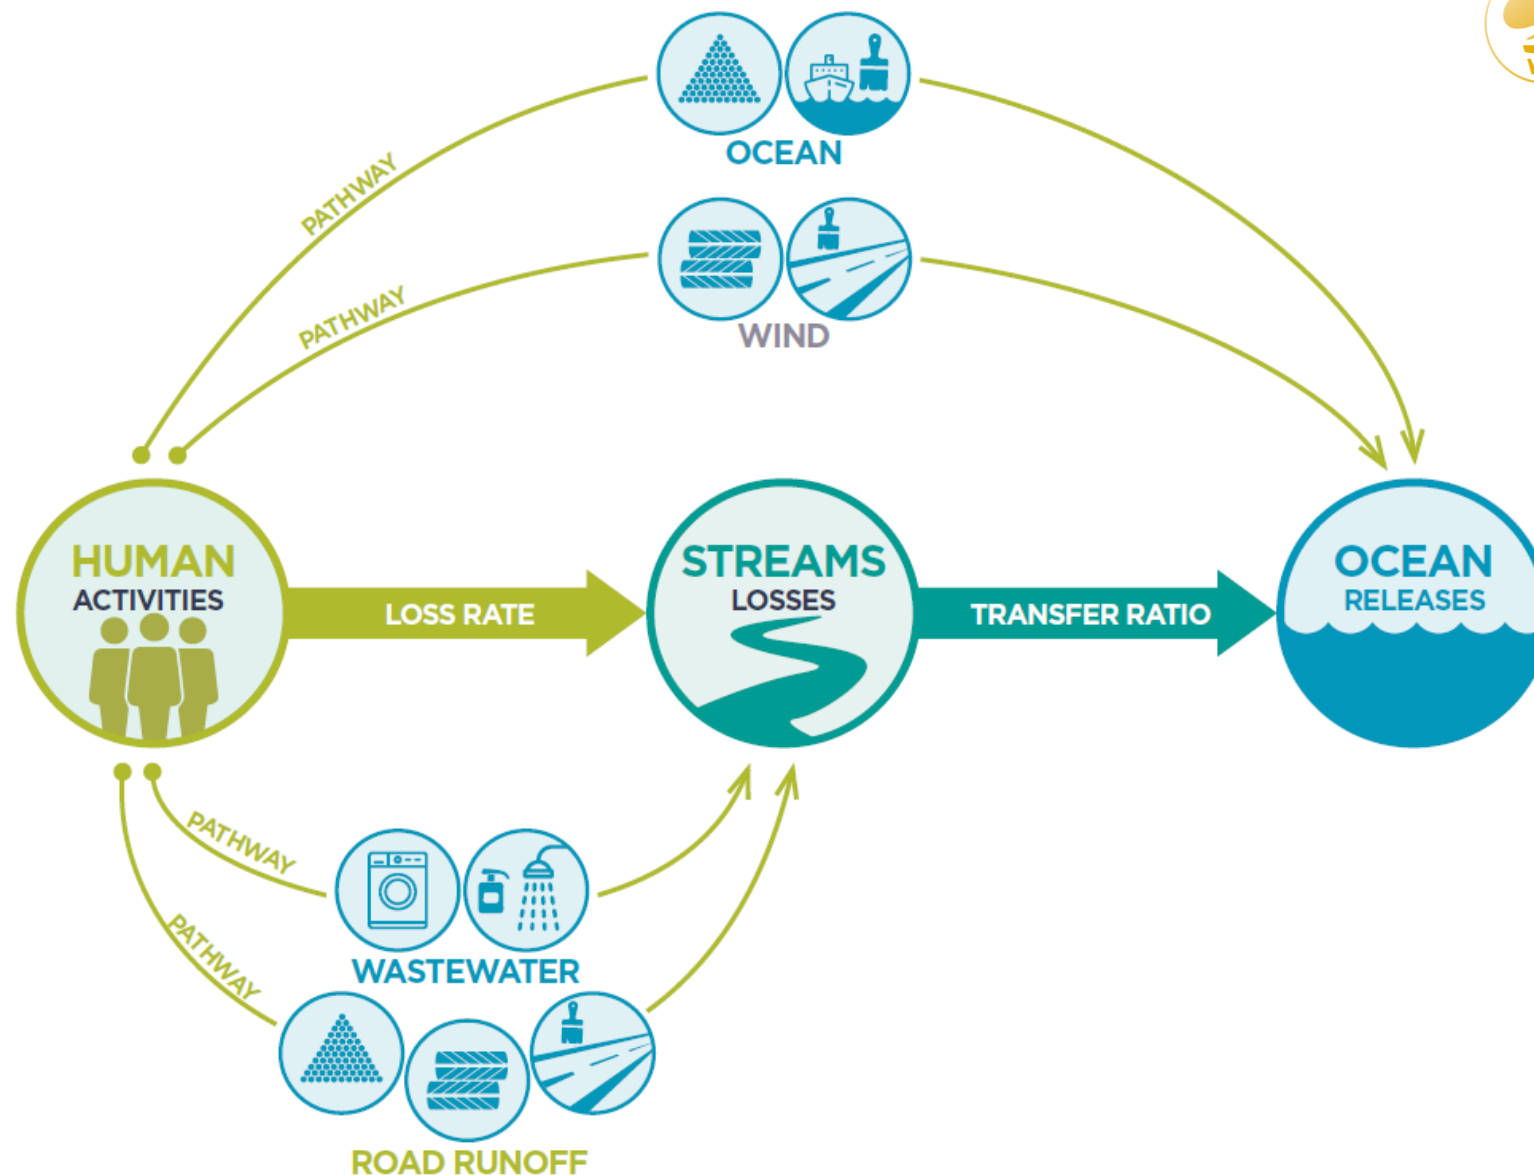 OCEAN
PATHWAY
WIND
PATHWAY
HUMAN
ACTIVITIES
LOSS RATE
STREAMS
LOSSES
TRANSFER RATIO
OCEAN
RELEASES
PATHWAY
WASTEWATER
PATHWAY
ROAD RUNOFF